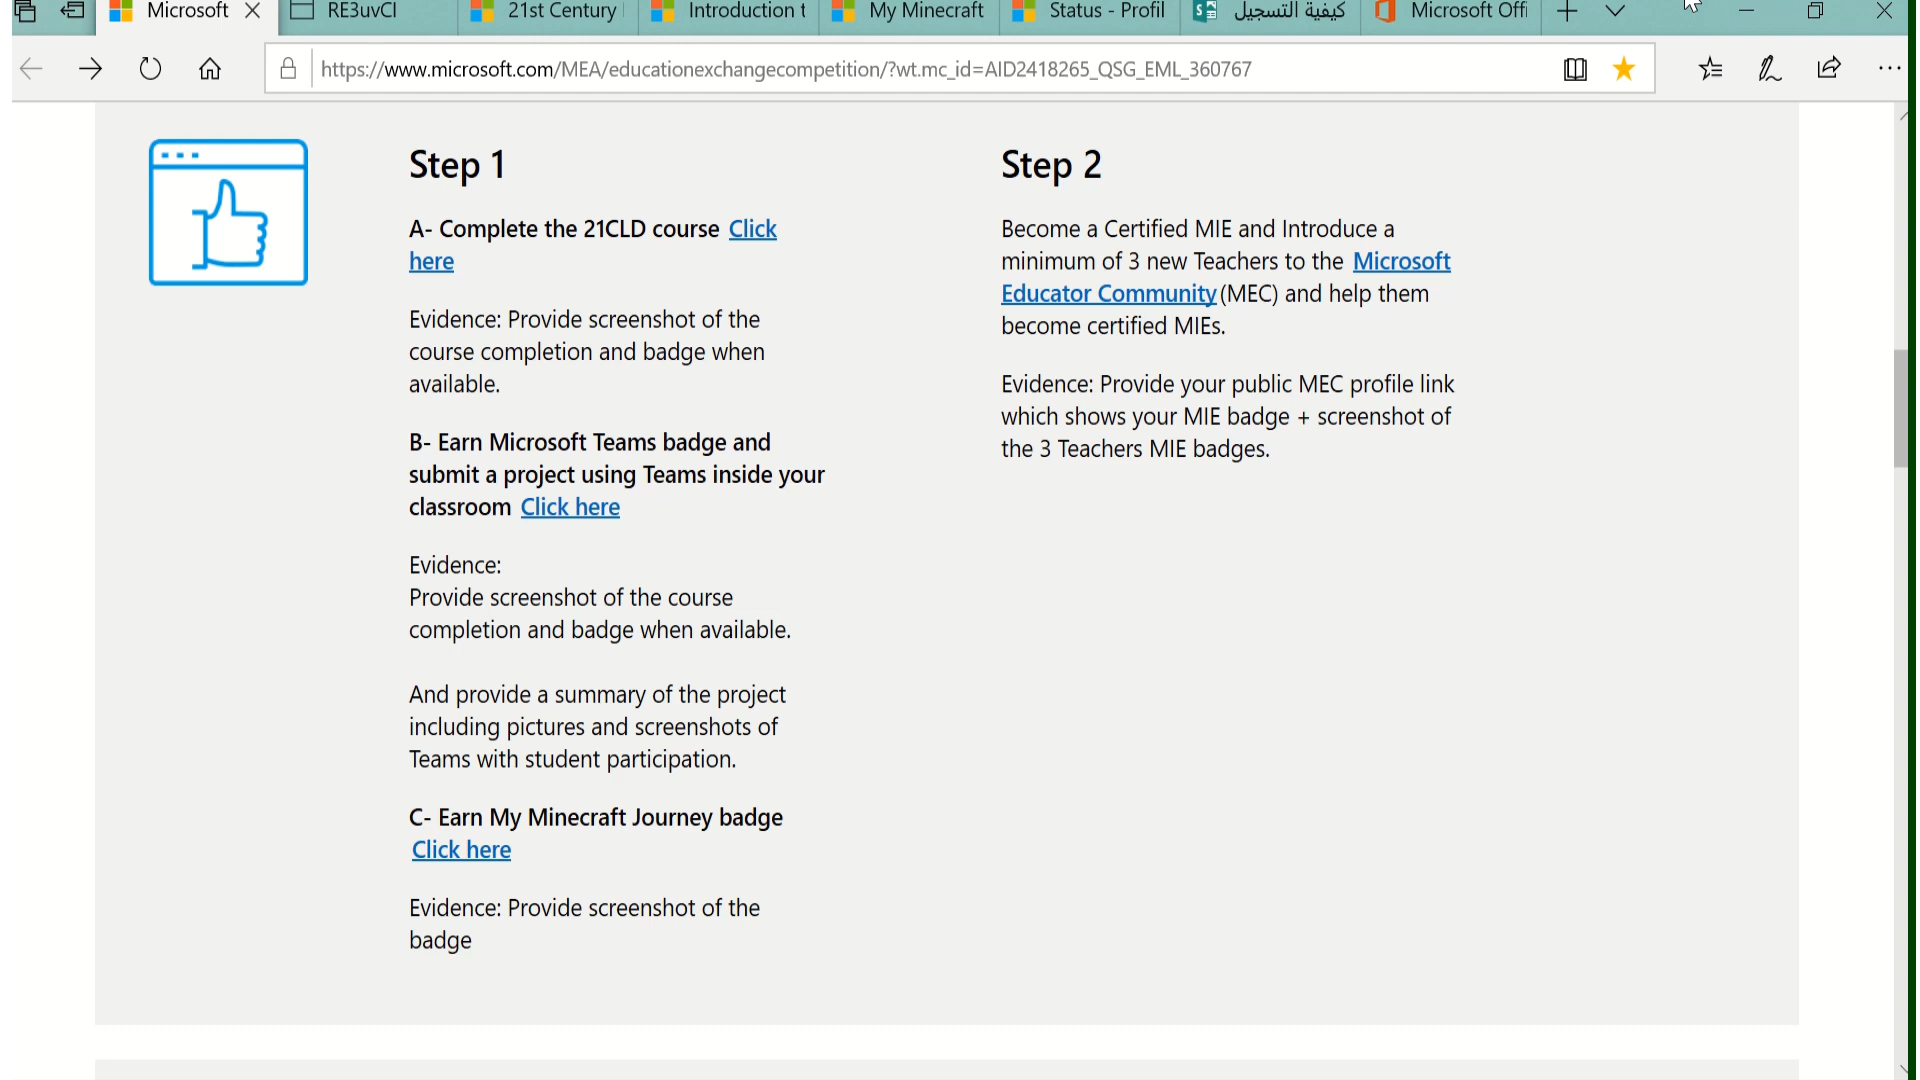 Microsoft
RE3uvCl
21st Century
Introduction t
My Minecraft
Status - Profil
كيفية التسجيل
Microsoft Offi
https://www.microsoft.com/MEA/educationexchangecompetition/?wt.mc_id=AID2418265_QSG_EML_360767
Step 1
A- Complete the 21CLD course Click
here
Evidence: Provide screenshot of the
course completion and badge when
available.
B- Earn Microsoft Teams badge and
submit a project using Teams inside your
classroom Click here
Evidence:
Provide screenshot of the course
completion and badge when available.
And provide a summary of the project
including pictures and screenshots of
Teams with student participation.
C- Earn My Minecraft Journey badge
Click here
Evidence: Provide screenshot of the
badge
Step 2
Become a Certified MIE and Introduce a
minimum of 3 new Teachers to the Microsoft
Educator Community (MEC) and help them
become certified MIEs.
Evidence: Provide your public MEC profile link
which shows your MIE badge + screenshot of
the 3 Teachers MIE badges.